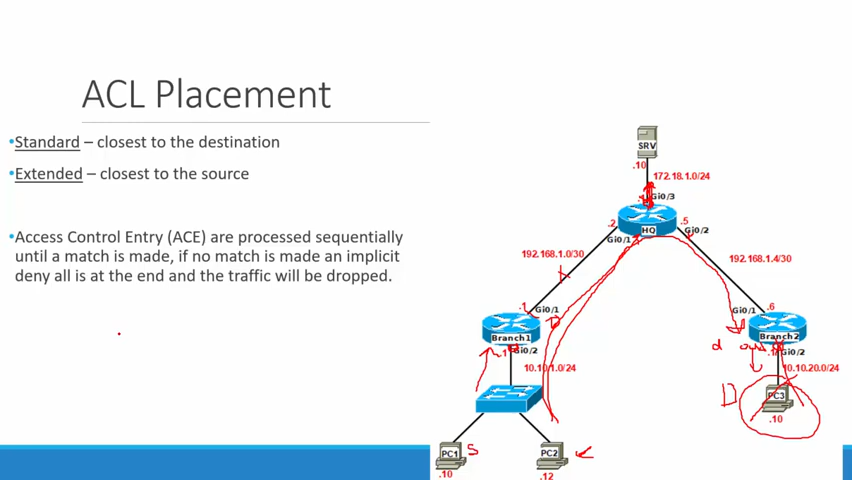 ACL Placement
•Standard – closest to the destination
•Extended – closest to the source
•Access Control Entry (ACE) are processed sequentially
until a match is made, if no match is made an implicit
deny all is at the end and the traffic will be dropped.
SRV
.10
172.18.1.0/24
Gi0/3
.2
.5
HQ
Gi0/1
Gi0/2
192.168.1.0/30
192.168.1.4/30
.1
Gi0/1
Gi0/1
.6
Branch1
Branch2
Gi0/2
Gi0/2
10.10.1.0/24
10.10.20.0/24
D
PC3
.10
PC1
S
PC2
.10
.12